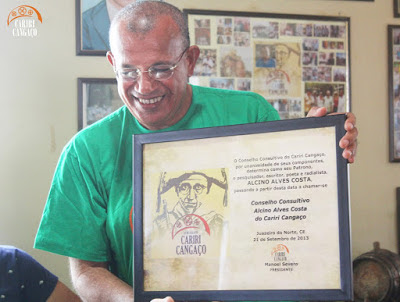 CARIRI
CANGAÇO
O Conselho Consultivo do Cariri Cangaço,
por unanimidade de seus componentes,
determina como seu Patrono,
o pesquisador, escritor, poeta e radialista,
ALCINO ALVES COSTA,
passando a partir desta data a chamar-se
Conselho Consultivo
Alcino Alves Costa
do Cariri Cangaço
Juazeiro do Norte, CE
21 de Setembro de 2013
Manoel Severo
CARIRI
CANGAÇO
CARIRI
CANGAÇO